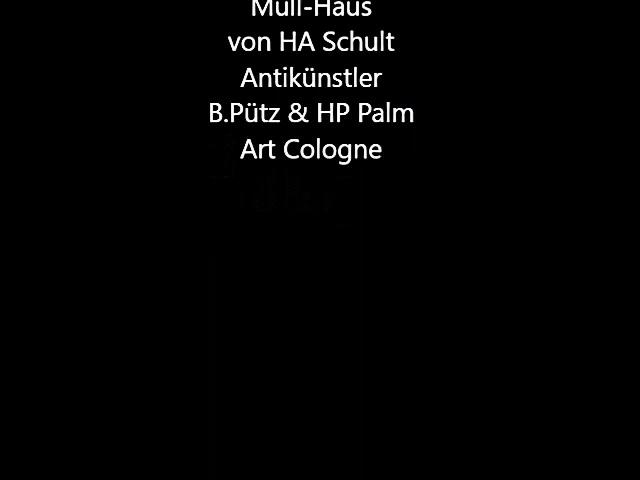 Müll-Haus
von HA Schult
Antikünstler
B.Pütz & HP Palm
Art Cologne